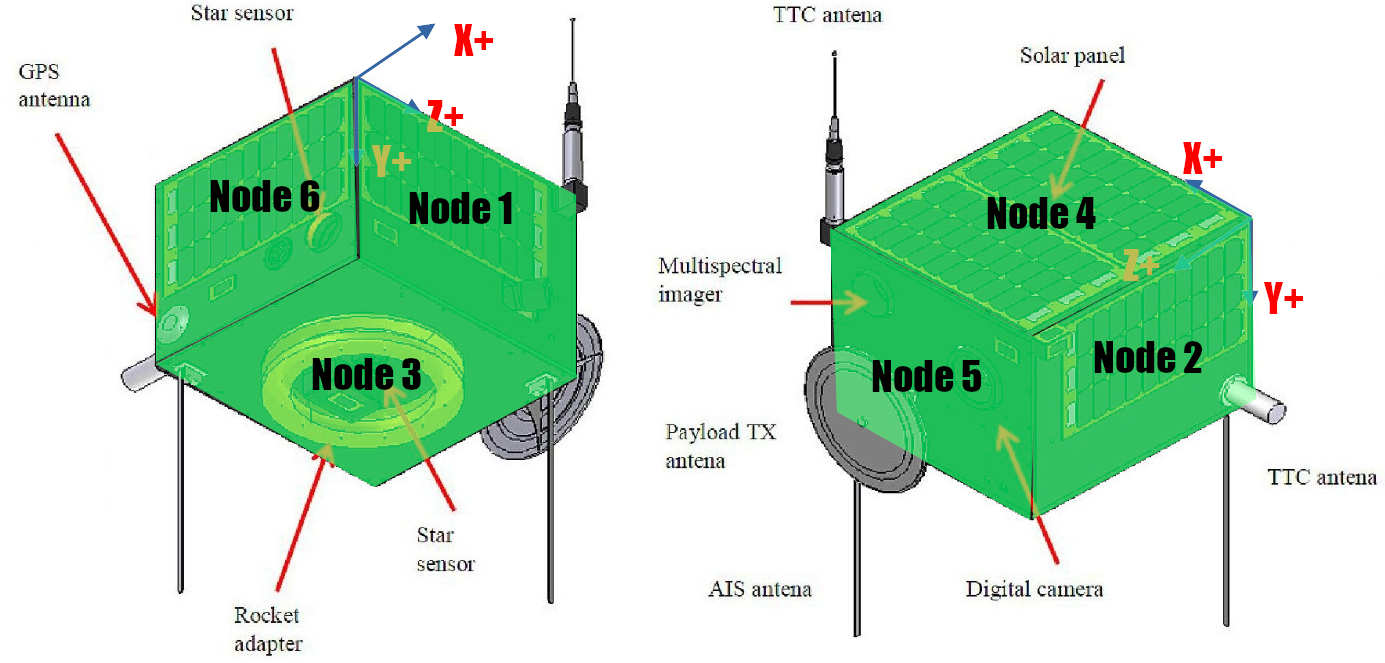 Star sensor
X+
GPS
antenna
Z+
Y+
Node 6
Node 1
Node 3
Star
sensor
Rocket
adapter
TTC antena
Solar panel
X+
Node 4
Multispectral
imager
Z+
Y+
Node 5
Node 2
Payload TX
antena
TTC antena
AIS antena
Digital camera